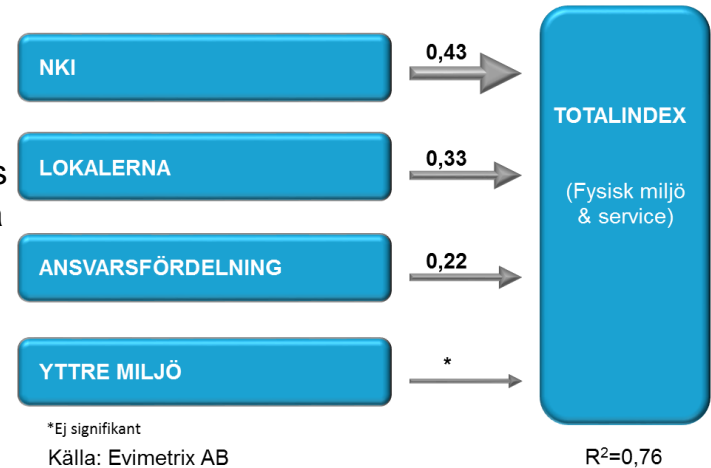 NKI
0,43
TOTALINDEX
(Fysisk miljö
& service)
LOKALERNA
0,33
ANSVARSFÖRDELNING
0,22
YTTRE MILJÖ
*
*Ej signifikant
Källa: Evimetrix AB
R²=0,76